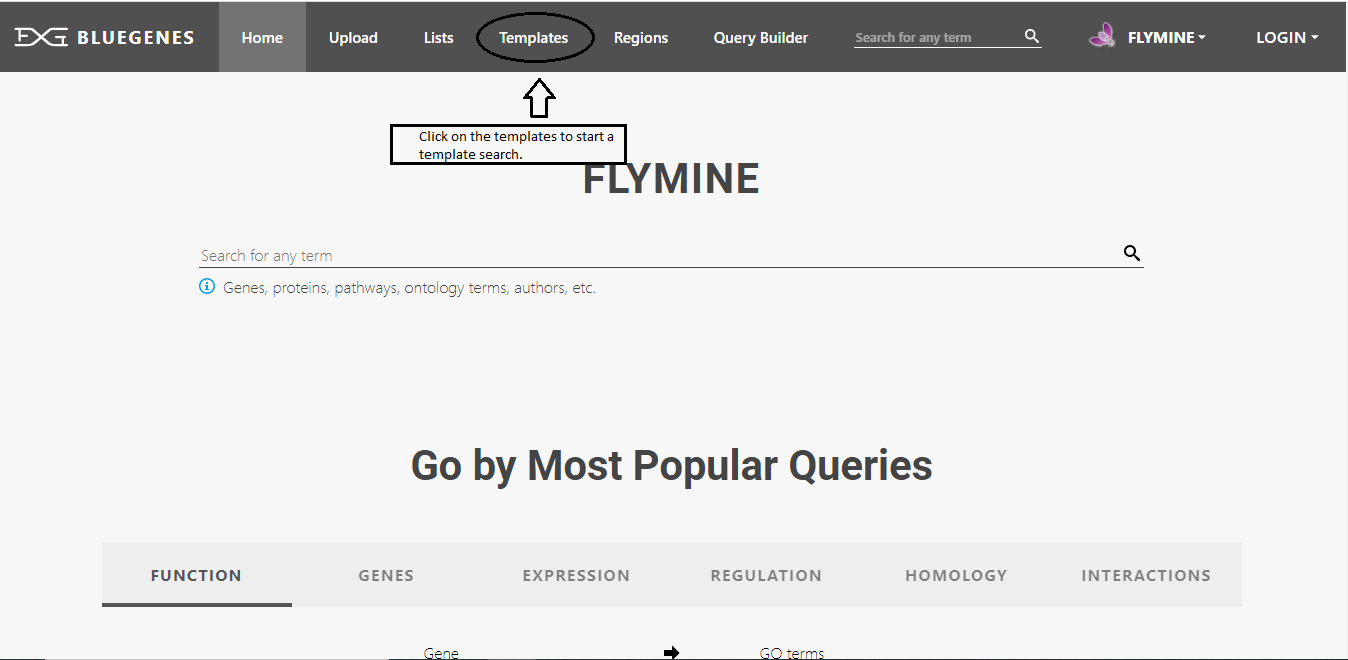 BLUEGENES Home Upload Lists Templates Regions Query Builder Search for any term FLYMINE LOGIN
Click on the templates to start a
template search.
FLYMINE
Search for any term
Genes, proteins, pathways, ontology terms, authors, etc.
Go by Most Popular Queries
FUNCTION GENES EXPRESSION REGULATION HOMOLOGY INTERACTIONS
Gene GO terms